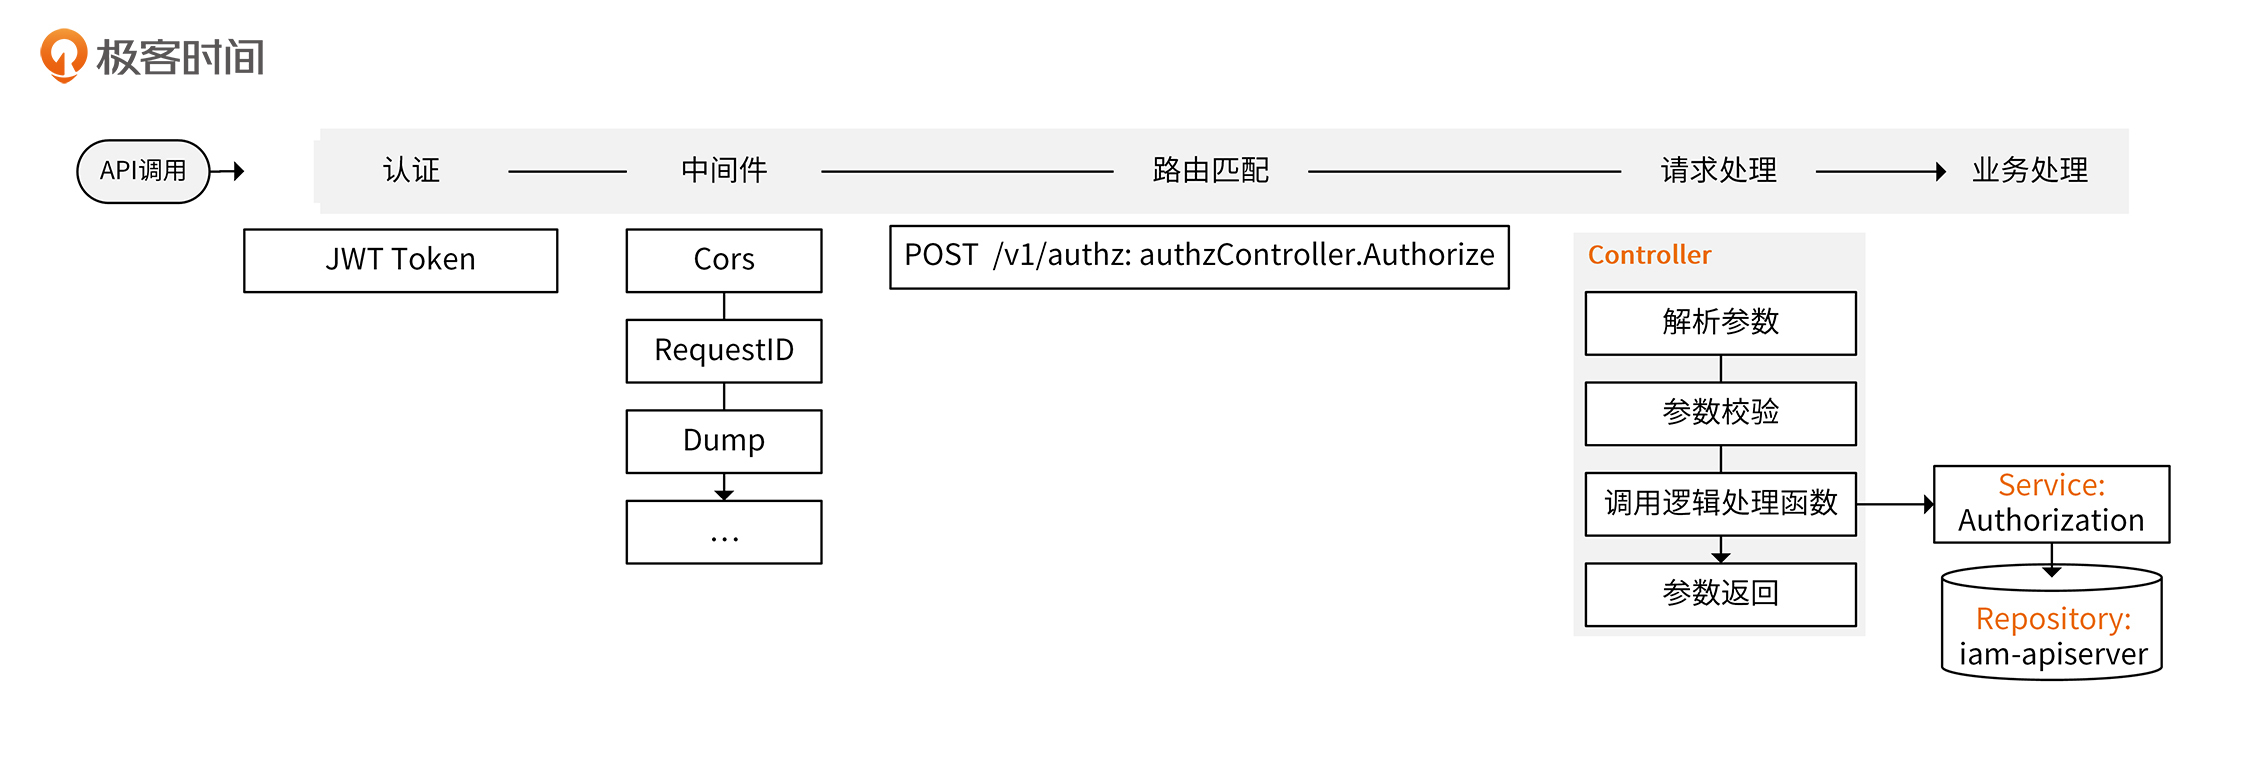 极客时间
API调用
认证
中间件
路由匹配
请求处理
业务处理
JWT Token
Cors
RequestID
Dump
...
POST /v1/authz: authzController.Authorize
Controller
解析参数
参数校验
调用逻辑处理函数
参数返回
Service:
Authorization
Repository:
iam-apiserver